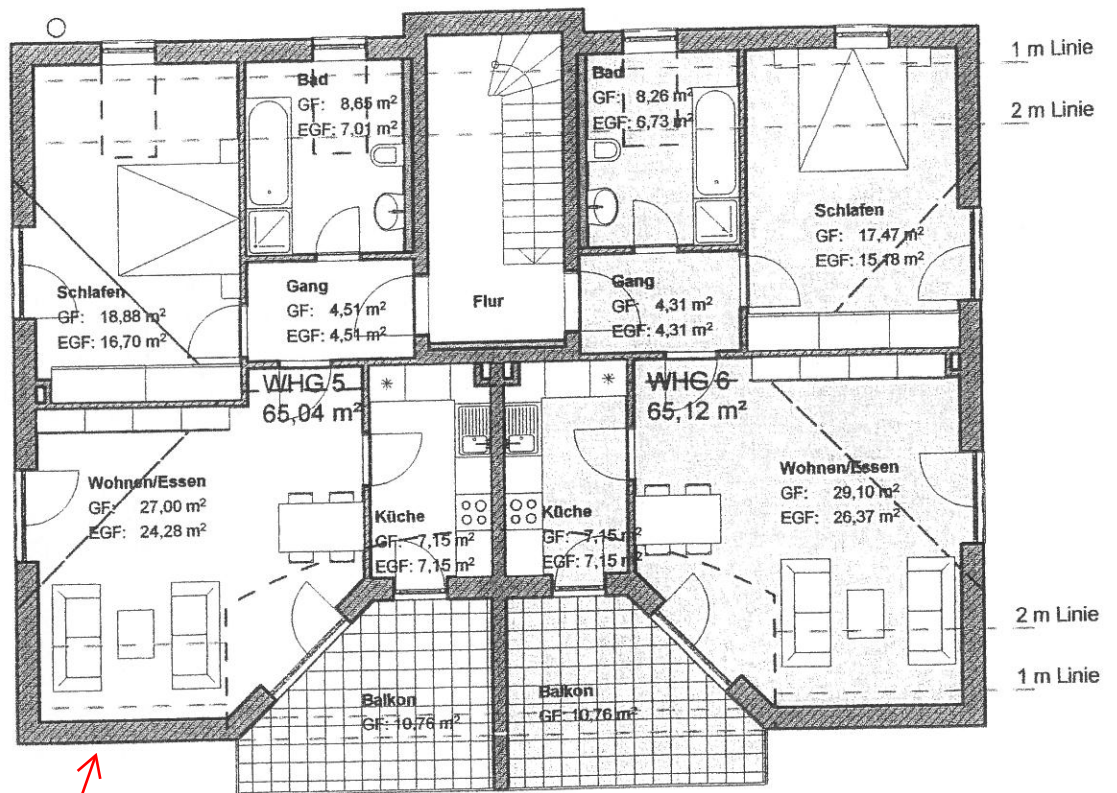 Bad
GF: 8,65 m²
EGF: 7,01 m²
Bad
GF: 8,26 m²
EGF: 6,73 m²
1 m Linie
2 m Linie
Schlafen
GF: 17,47 m²
EGF: 15,18 m²
Schlafen
GF: 18,88 m²
EGF: 16,70 m²
Gang
GF: 4,51 m²
EGF: 4,51 m²
Flur
Gang
GF: 4,31 m²
EGF: 4,31 m²
WHG 5
65,04 m²
WHG 6
65,12 m²
Wohnen/Essen
GF: 27,00 m²
EGF: 24,28 m²
Küche
GF: 7,15 m²
EGF: 7,15 m²
Küche
GF: 7,15 m²
EGF: 7,15 m²
Wohnen/Essen
GF: 29,10 m²
EGF: 26,37 m²
2 m Linie
1 m Linie
Balkon
GF: 10,76 m²
Balkon
GF: 10,76 m²